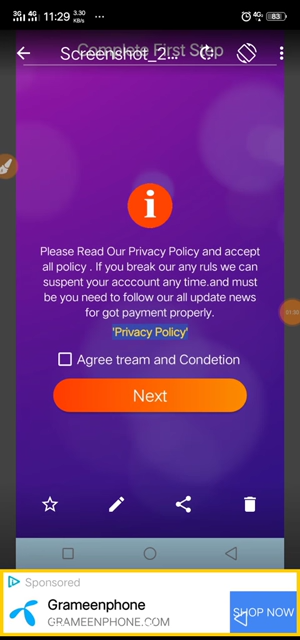 3G 4G 11:29 3.30 KB/s ... 4G 83
Complete First Step
Screenshot_2...
Please Read Our Privacy Policy and accept
all policy . If you break our any ruls we can
suspent your acccount any time.and must
be you need to follow our all update news
for got payment properly.
'Privacy Policy'
Agree tream and Condetion
Next
Sponsored
Grameenphone
GRAMEENPHONE.COM
SHOP NOW